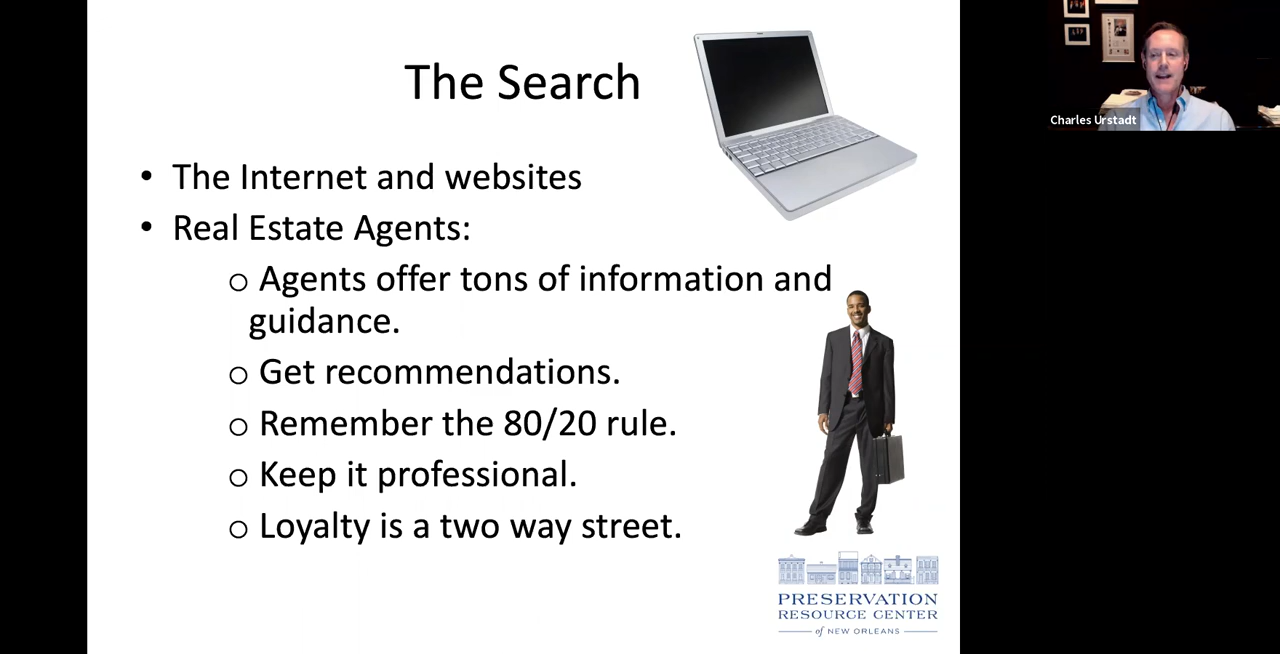 The Search
• The Internet and websites
• Real Estate Agents:
o Agents offer tons of information and
guidance.
o Get recommendations.
o Remember the 80/20 rule.
o Keep it professional.
o Loyalty is a two way street.
PRESERVATION
RESOURCE CENTER
of NEW ORLEANS
Charles Urstadt